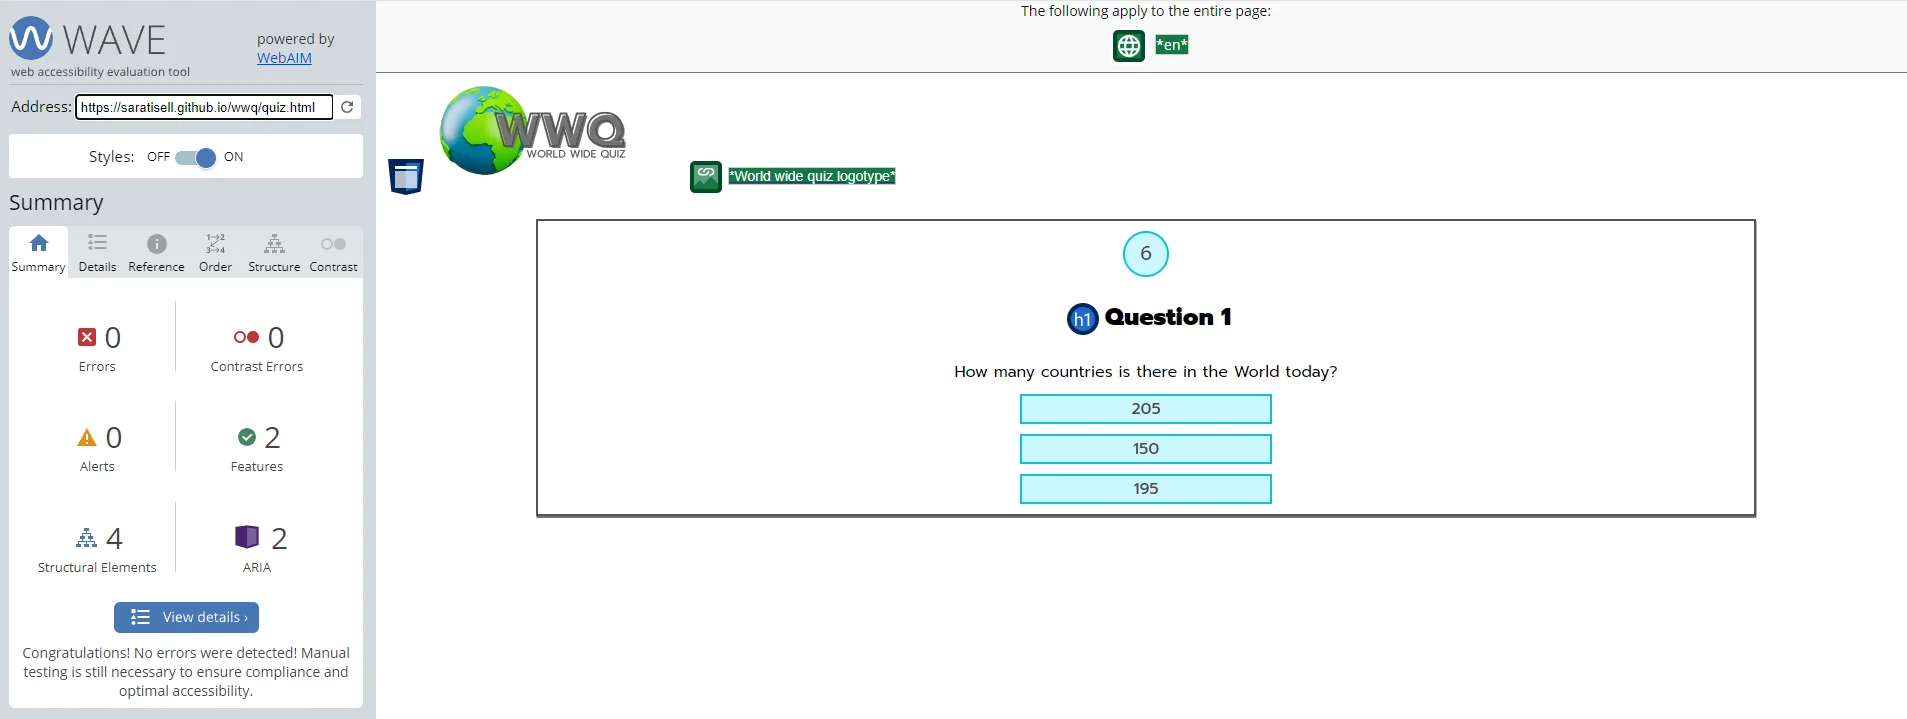 WAVE
powered by
WebAIM
web accessibility evaluation tool
Address: https://saratisell.github.io/wwq/quiz.html
Styles: OFF ON
Summary
Summary Details Reference Order Structure Contrast
0 Errors
0 Contrast Errors
0 Alerts
2 Features
4 Structural Elements
2 ARIA
View details ›
Congratulations! No errors were detected! Manual
testing is still necessary to ensure compliance and
optimal accessibility.
The following apply to the entire page:
*en*
WWQ
WORLD WIDE QUIZ
*World wide quiz logotype*
6
h1 Question 1
How many countries is there in the World today?
205
150
195